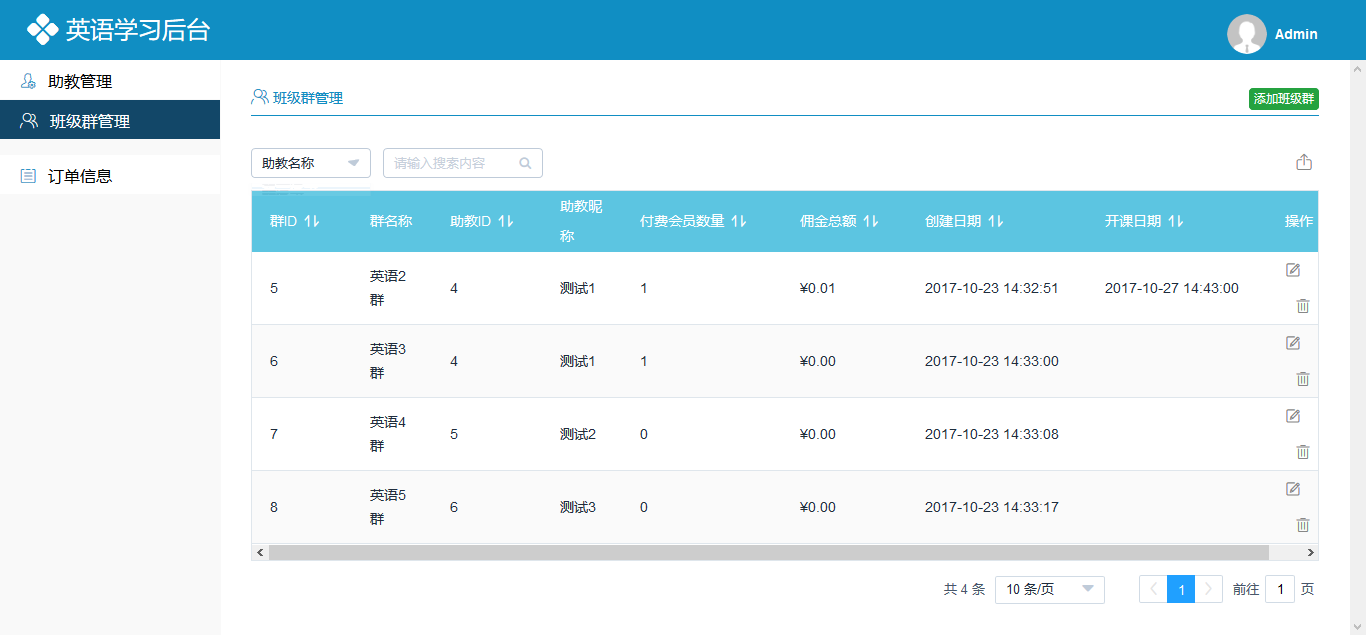 英语学习后台
Admin
助教管理
班级群管理
订单信息
班级群管理
添加班级群
助教名称
请输入搜索内容
群ID 群名称 助教ID 助教昵称 付费会员数量 佣金总额 创建日期 开课日期 操作
5 英语2群 4 测试1 1 ¥0.01 2017-10-23 14:32:51 2017-10-27 14:43:00
6 英语3群 4 测试1 1 ¥0.00 2017-10-23 14:33:00
7 英语4群 5 测试2 0 ¥0.00 2017-10-23 14:33:08
8 英语5群 6 测试3 0 ¥0.00 2017-10-23 14:33:17
共 4 条 10 条/页 1 前往 1 页